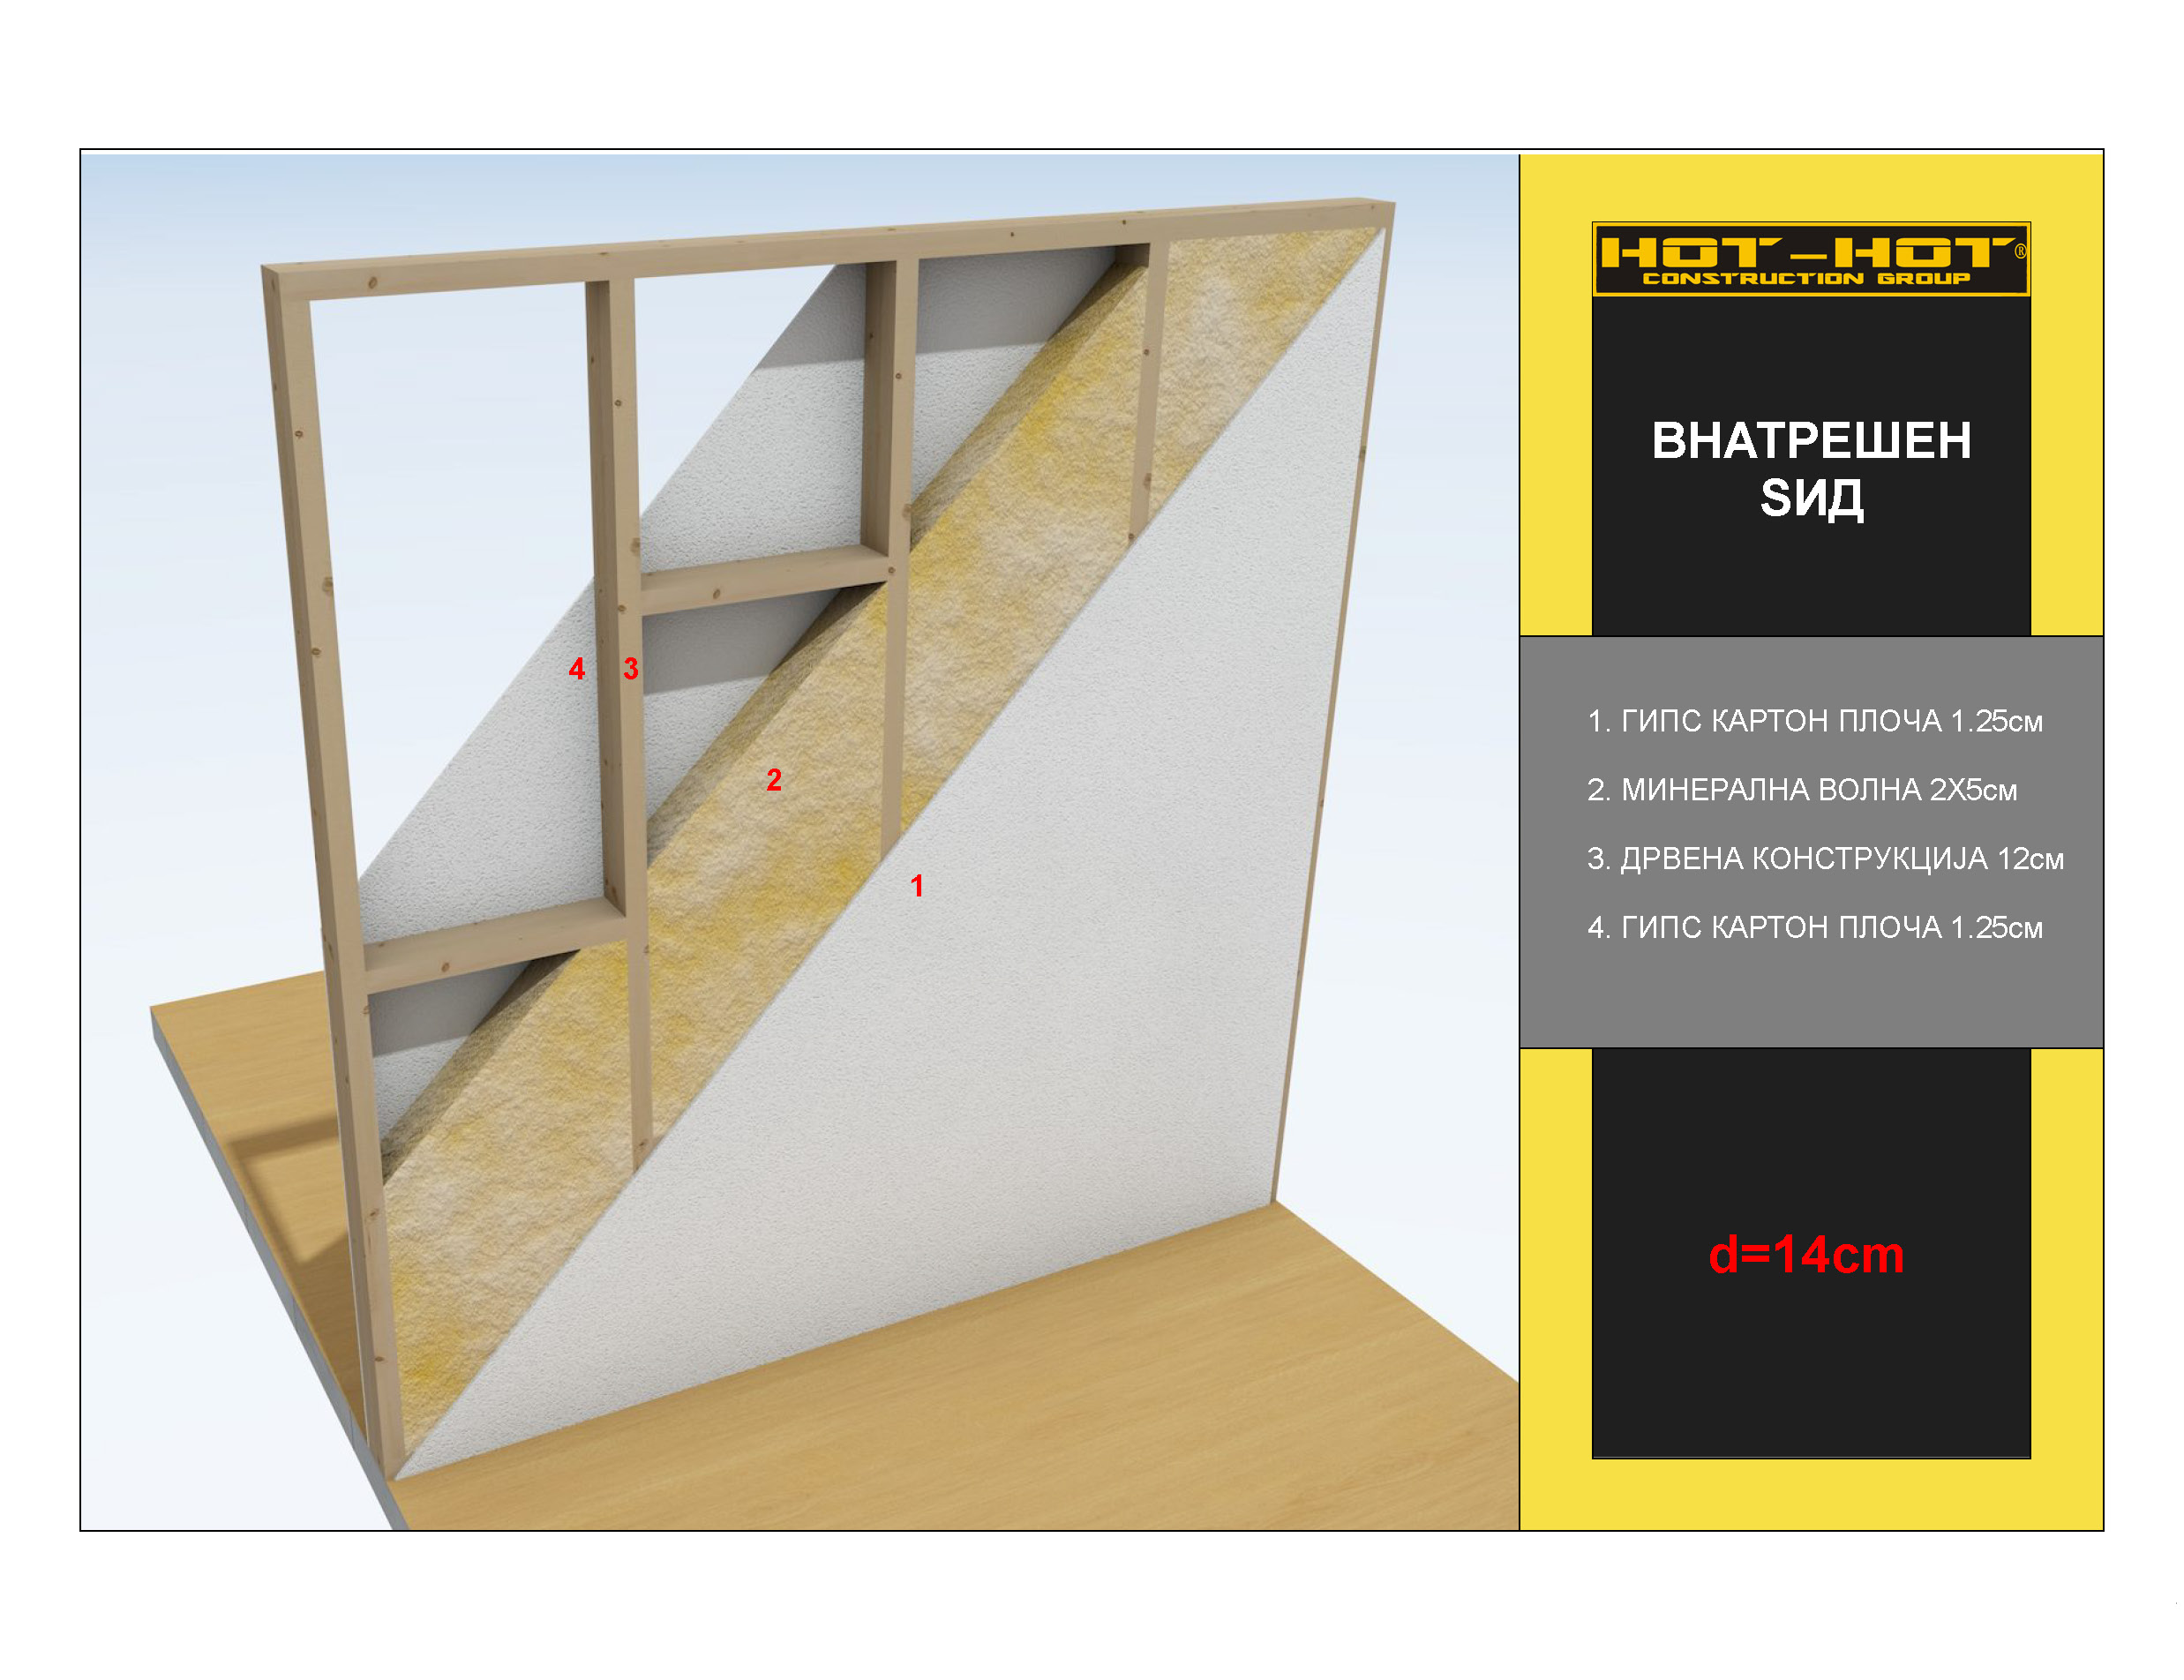 HOT-HOT®
CONSTRUCTION GROUP
ВНАТРЕШЕН
ЅИД
1. ГИПС КАРТОН ПЛОЧА 1.25см
2. МИНЕРАЛНА ВОЛНА 2X5см
3. ДРВЕНА КОНСТРУКЦИЈА 12см
4. ГИПС КАРТОН ПЛОЧА 1.25см
4
3
2
1
d=14cm